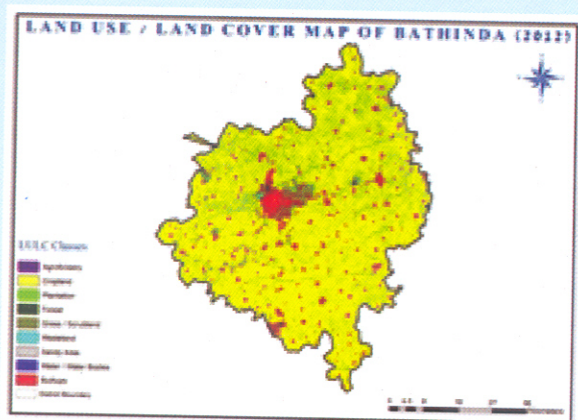 LAND USE / LAND COVER MAP OF BATHINDA (2012)
LULC Classes
Agroforestry
Cropland
Plantation
Forest
Grass / Scrubland
Wasteland
Sandy Area
Water / Water Bodies
Builtup
District Boundary